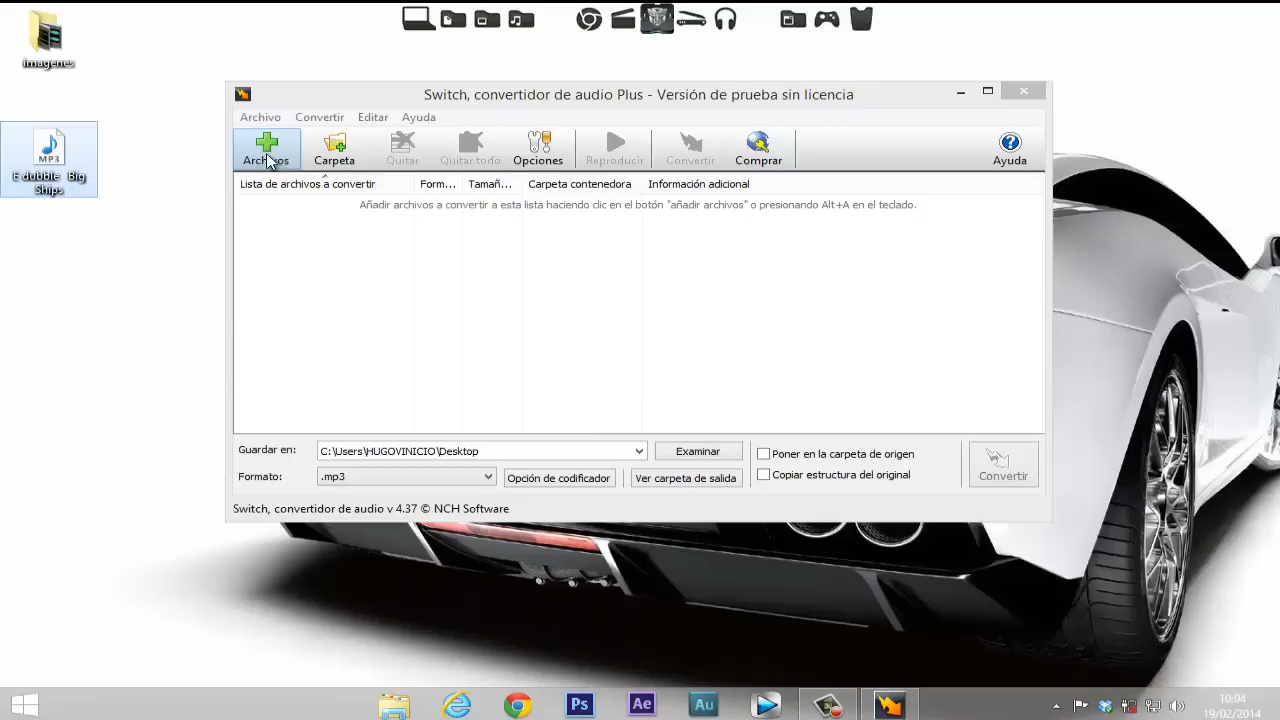 imagenes
E dubble Big
Ships
MP3
Switch, convertidor de audio Plus - Versión de prueba sin licencia
Archivo Convertir Editar Ayuda
Archivos Carpeta Quitar Quitar todo Opciones Reproducir Convertir Comprar Ayuda
Lista de archivos a convertir Form... Tamañ... Carpeta contenedora Información adicional
Añadir archivos a convertir a esta lista haciendo clic en el botón "añadir archivos" o presionando Alt+A en el teclado.
Guardar en: C:\Users\HUGOVINICIO\Desktop Examinar Poner en la carpeta de origen
Formato: .mp3 Opción de codificador Ver carpeta de salida Copiar estructura del original
Convertir
Switch, convertidor de audio v 4.37 © NCH Software
Ps Ae Au
10:04
19/02/2014